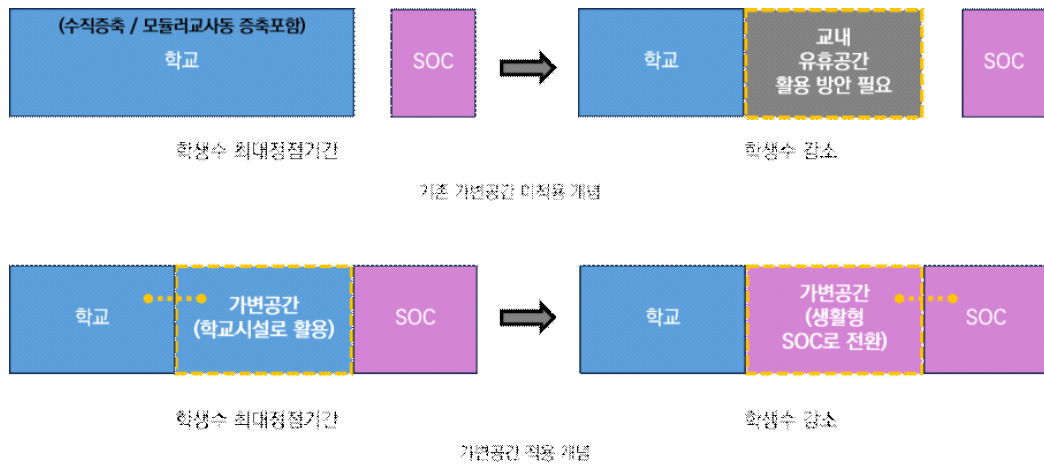 (수직증축 / 모듈러교사동 증축포함)
학교
SOC
학교
교내
유휴공간
활용 방안 필요
SOC
학생수 최대정점기간
학생수 감소
기존 가변공간 미적용 개념
학교
가변공간
(학교시설로 활용)
SOC
학교
가변공간
(생활형
SOC로 전환)
SOC
학생수 최대정점기간
학생수 감소
가변공간 적용 개념